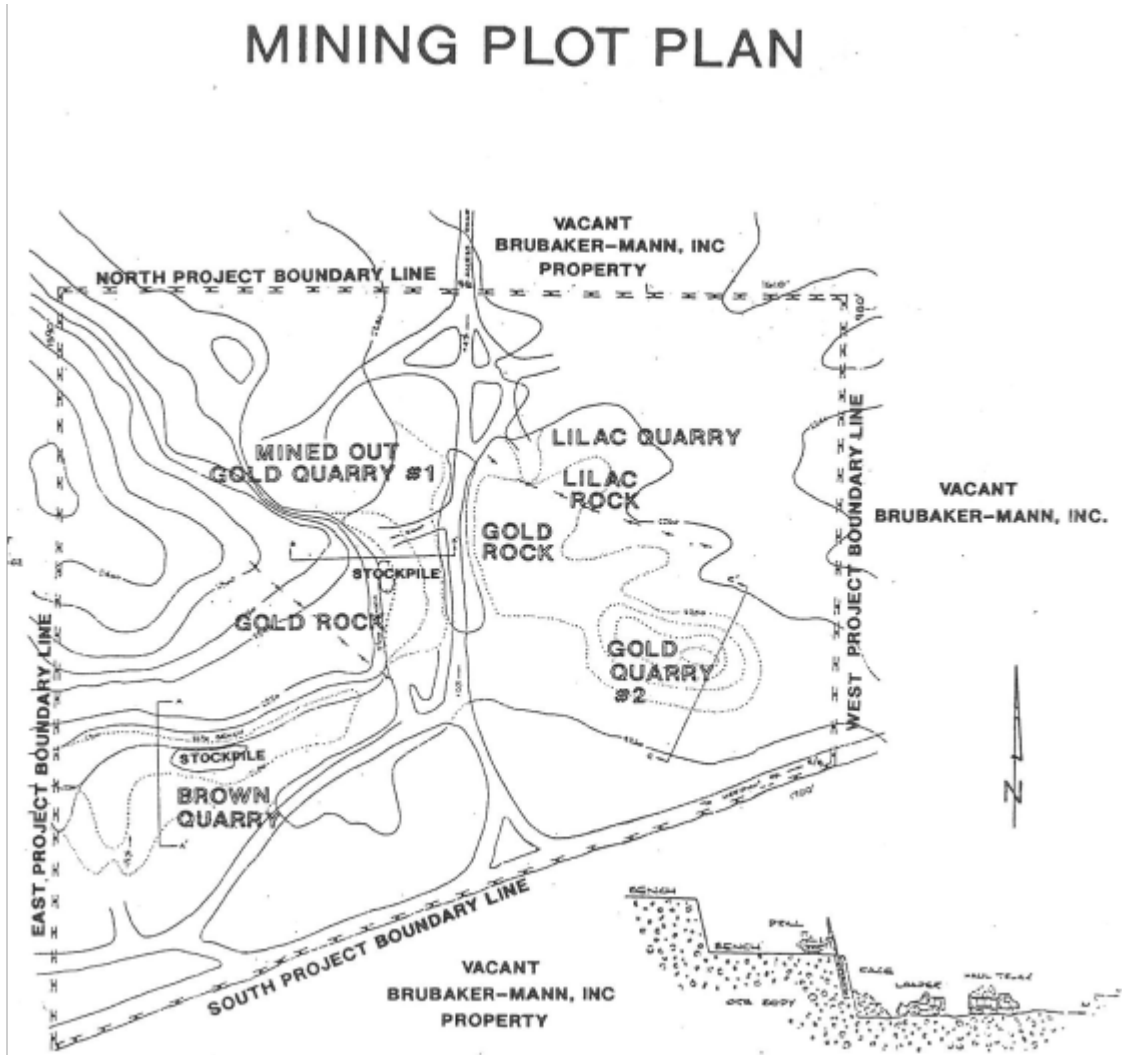 MINING PLOT PLAN
VACANT
BRUBAKER-MANN, INC
PROPERTY
NORTH PROJECT BOUNDARY LINE
1610'
MINED OUT
GOLD QUARRY #1
LILAC QUARRY
LILAC
ROCK
GOLD
ROCK
VACANT
BRUBAKER-MANN, INC.
STOCKPILE
GOLD ROCK
GOLD
QUARRY
#2
EAST PROJECT BOUNDARY LINE
WEST PROJECT BOUNDARY LINE
A
STOCKPILE
BROWN
QUARRY
A'
1700'
N
SOUTH PROJECT BOUNDARY LINE
VACANT
BRUBAKER-MANN, INC
PROPERTY
BENCH
DRILL
BENCH
FACE
LOADER
HAUL TRUCK
ORE BODY